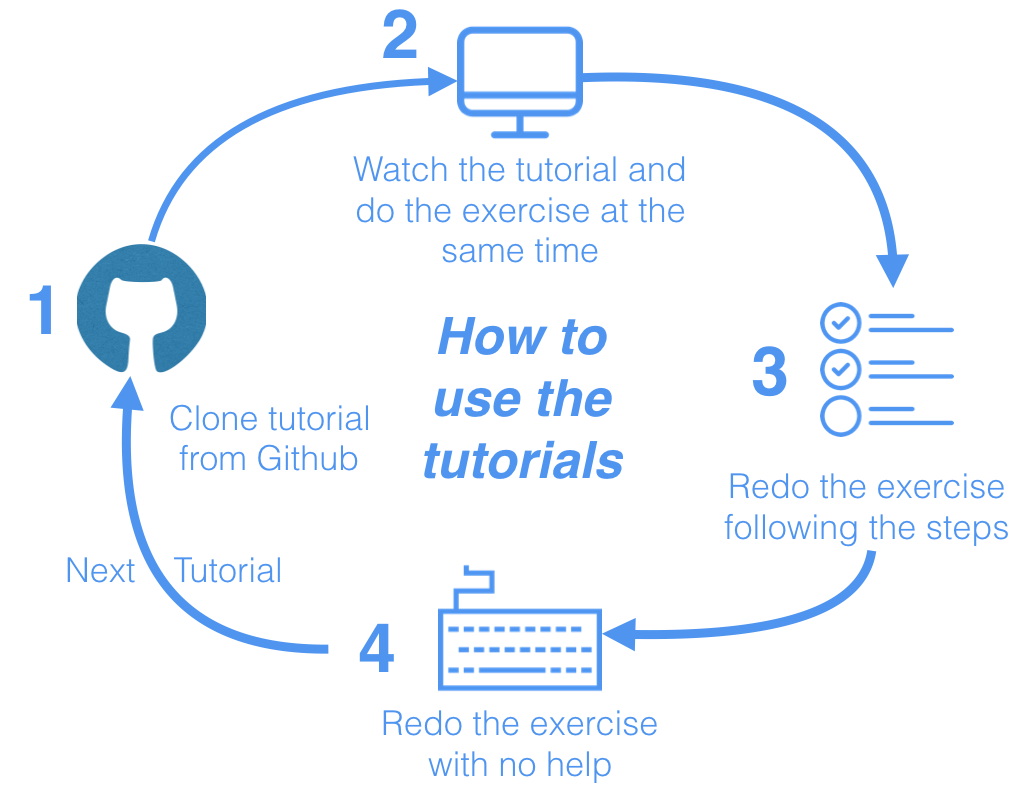 2
Watch the tutorial and
do the exercise at the
same time
1
Clone tutorial
from Github
How to
use the
tutorials
3
Redo the exercise
following the steps
Next Tutorial
4
Redo the exercise
with no help